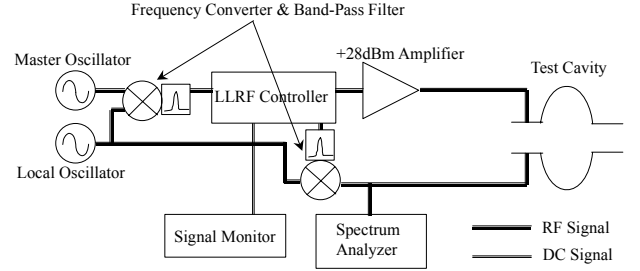 Frequency Converter & Band-Pass Filter
Master Oscillator
+28dBm Amplifier
Test Cavity
LLRF Controller
Local Oscillator
Signal Monitor
Spectrum
Analyzer
RF Signal
DC Signal